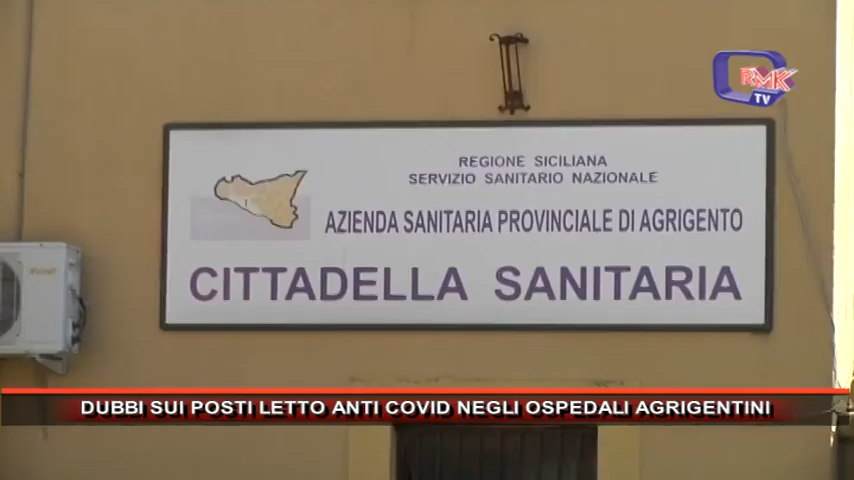 RMK
TV
REGIONE SICILIANA
SERVIZIO SANITARIO NAZIONALE
AZIENDA SANITARIA PROVINCIALE DI AGRIGENTO
CITTADELLA SANITARIA
DUBBI SUI POSTI LETTO ANTI COVID NEGLI OSPEDALI AGRIGENTINI